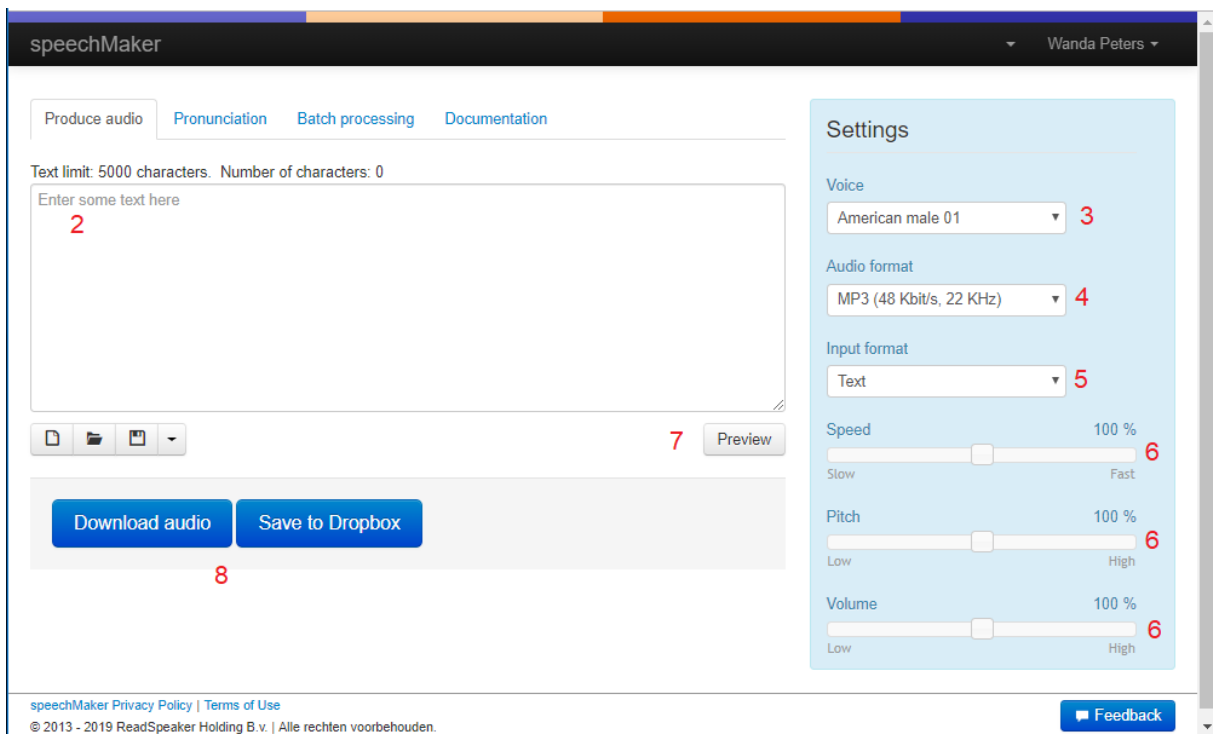 speechMaker
Wanda Peters
Produce audio Pronunciation Batch processing Documentation
Text limit: 5000 characters. Number of characters: 0
Enter some text here
2
7 Preview
Download audio Save to Dropbox
8
Settings
Voice
American male 01 3
Audio format
MP3 (48 Kbit/s, 22 KHz) 4
Input format
Text 5
Speed 100 %
6
Slow Fast
Pitch 100 %
6
Low High
Volume 100 %
6
Low High
speechMaker Privacy Policy | Terms of Use
© 2013 - 2019 ReadSpeaker Holding B.v. | Alle rechten voorbehouden.
Feedback